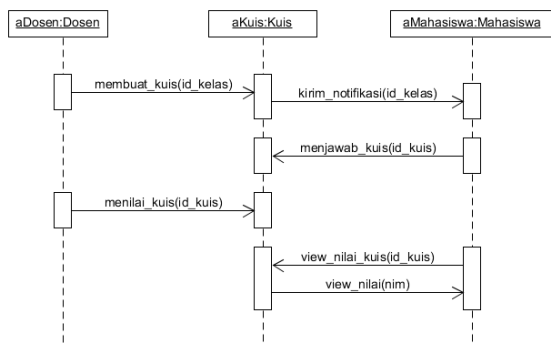 aDosen:Dosen
aKuis:Kuis
aMahasiswa:Mahasiswa
membuat_kuis(id_kelas)
kirim_notifikasi(id_kelas)
menjawab_kuis(id_kuis)
menilai_kuis(id_kuis)
view_nilai_kuis(id_kuis)
view_nilai(nim)